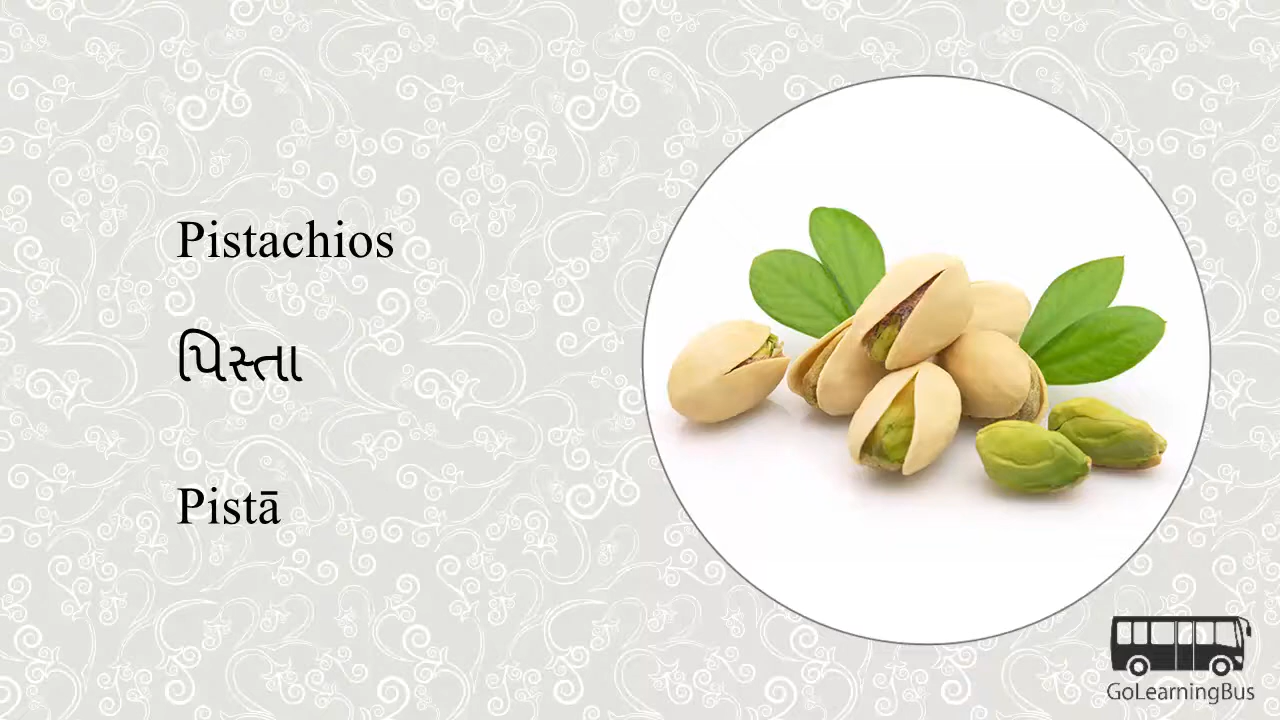 Pistachios
પિસ્તા
Pistā
GoLearningBus